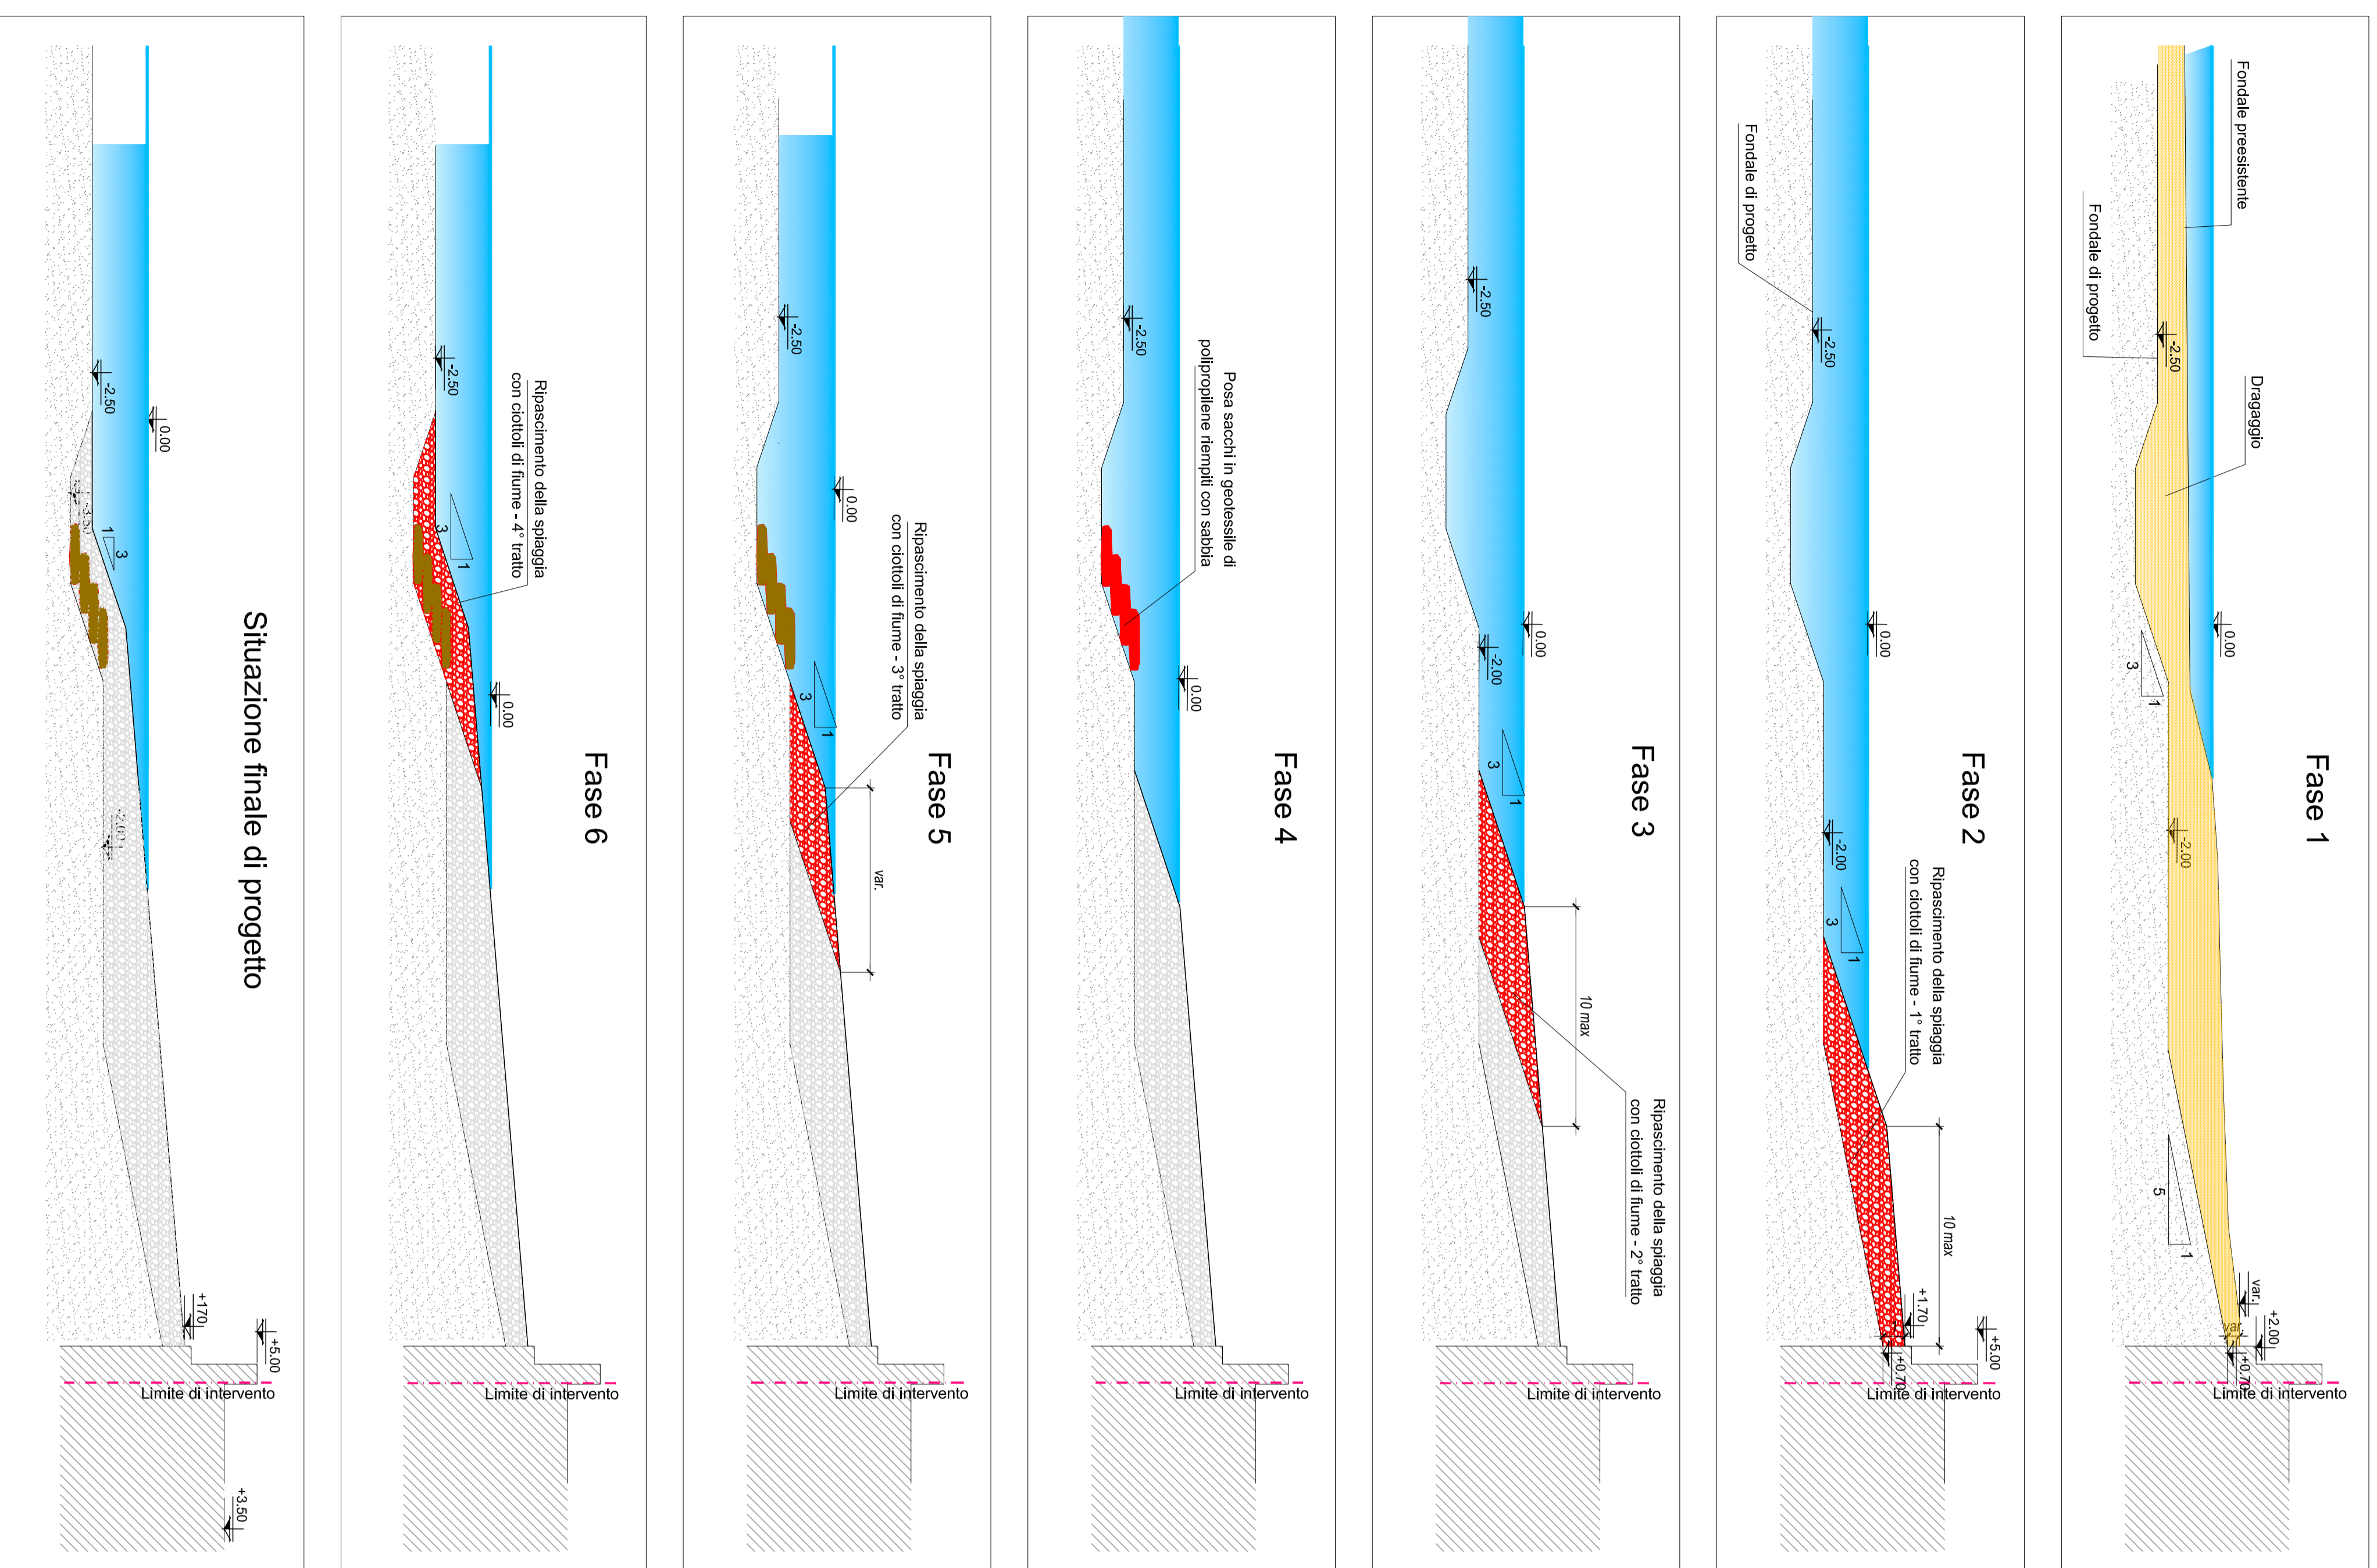 Fase 1
Fondale preesistente
Fondale di progetto
Dragaggio
-2.50
0.00
3
1
-2.00
5
1
var.
var.
+2.00
+0.70
Limite di intervento
Fase 2
Fondale di progetto
-2.50
0.00
-2.00
3
1
Ripascimento della spiaggia
con ciottoli di fiume - 1° tratto
10 max
+1.70
+5.00
+0.70
Limite di intervento
Fase 3
-2.50
0.00
-2.00
3
1
10 max
Ripascimento della spiaggia
con ciottoli di fiume - 2° tratto
Limite di intervento
Fase 4
-2.50
Posa sacchi in geotessile di
polipropilene riempiti con sabbia
0.00
Limite di intervento
Fase 5
-2.50
0.00
Ripascimento della spiaggia
con ciottoli di fiume - 3° tratto
3
1
var.
Limite di intervento
Fase 6
-2.50
Ripascimento della spiaggia
con ciottoli di fiume - 4° tratto
3
1
0.00
Limite di intervento
Situazione finale di progetto
-2.50
0.00
1
3
-2.00
+170
+5.00
Limite di intervento
+3.50